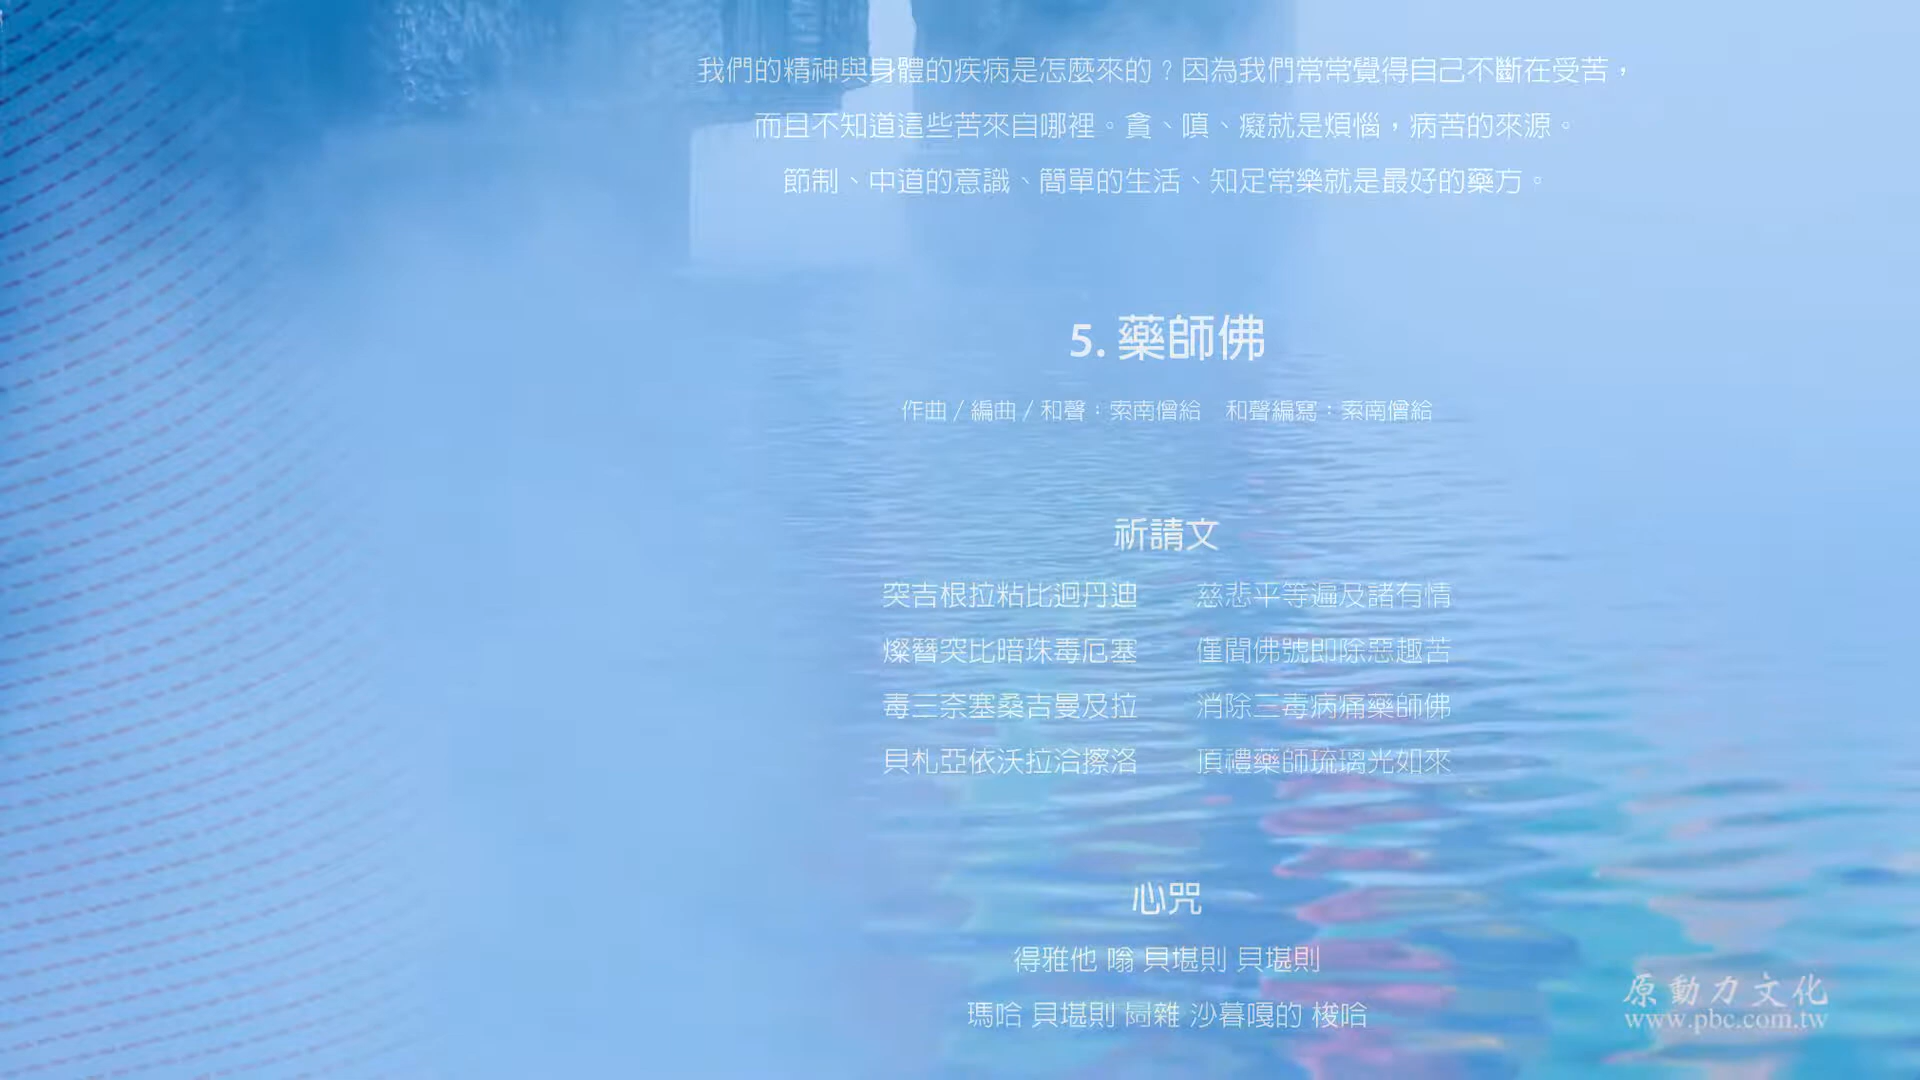 我們的精神與身體的疾病是怎麼來的？因為我們常常覺得自己不斷在受苦，
而且不知道這些苦來自哪裡。貪、嗔、癡就是煩惱，病苦的來源。
節制、中道的意識、簡單的生活、知足常樂就是最好的藥方。
5. 藥師佛
作曲 / 編曲 / 和聲：索南僧給　和聲編寫：索南僧給
祈請文
突吉根拉粘比迴丹迪　慈悲平等遍及諸有情
燦簪突比暗珠毒厄塞　僅聞佛號即除惡趣苦
毒三奈塞桑吉曼及拉　消除三毒病痛藥師佛
貝札亞依沃拉洽擦洛　頂禮藥師琉璃光如來
心咒
得雅他 嗡 貝堪則 貝堪則
瑪哈 貝堪則 喇雜 沙暮嘎的 梭哈
原動力文化
www.pbc.com.tw